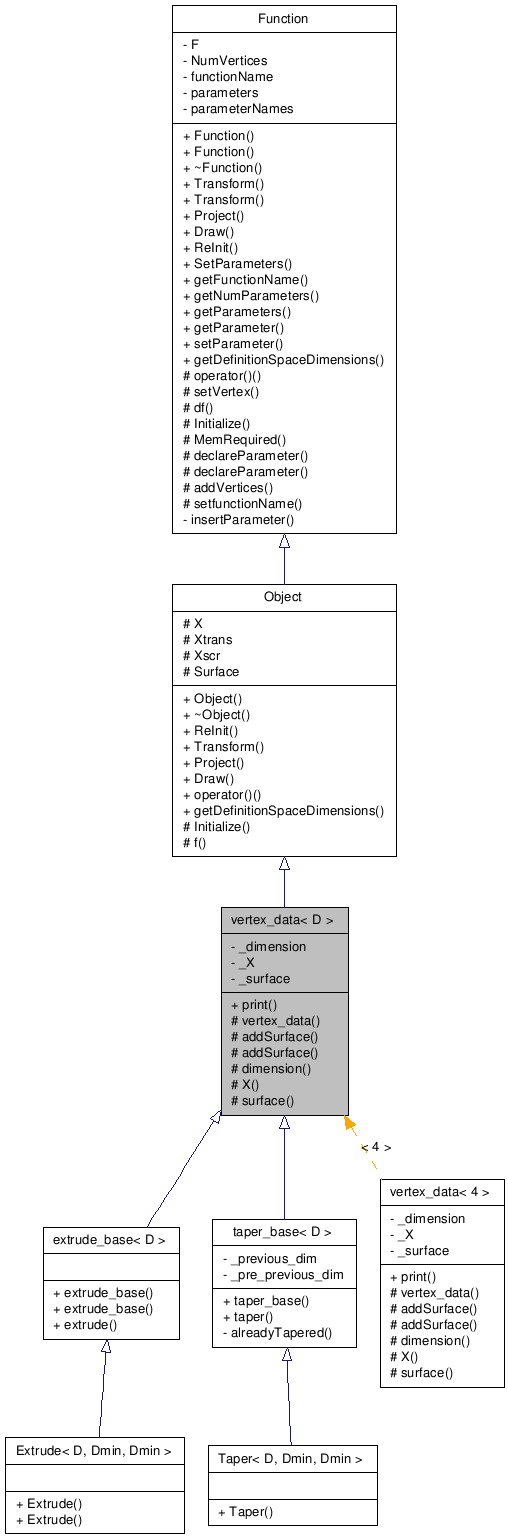 Function
- F
- NumVertices
- functionName
- parameters
- parameterNames
+ Function()
+ Function()
+ ~Function()
+ Transform()
+ Transform()
+ Project()
+ Draw()
+ ReInit()
+ SetParameters()
+ getFunctionName()
+ getNumParameters()
+ getParameters()
+ getParameter()
+ setParameter()
+ getDefinitionSpaceDimensions()
# operator()()
# setVertex()
# df()
# Initialize()
# MemRequired()
# declareParameter()
# declareParameter()
# addVertices()
# setfunctionName()
- insertParameter()
Object
# X
# Xtrans
# Xscr
# Surface
+ Object()
+ ~Object()
+ ReInit()
+ Transform()
+ Project()
+ Draw()
+ operator()()
+ getDefinitionSpaceDimensions()
# Initialize()
# f()
vertex_data< D >
- _dimension
- _X
- _surface
+ print()
# vertex_data()
# addSurface()
# addSurface()
# dimension()
# X()
# surface()
< 4 >
extrude_base< D >
+ extrude_base()
+ extrude_base()
+ extrude()
taper_base< D >
- _previous_dim
- _pre_previous_dim
+ taper_base()
+ taper()
- alreadyTapered()
vertex_data< 4 >
- _dimension
- _X
- _surface
+ print()
# vertex_data()
# addSurface()
# addSurface()
# dimension()
# X()
# surface()
Extrude< D, Dmin, Dmin >
+ Extrude()
+ Extrude()
Taper< D, Dmin, Dmin >
+ Taper()